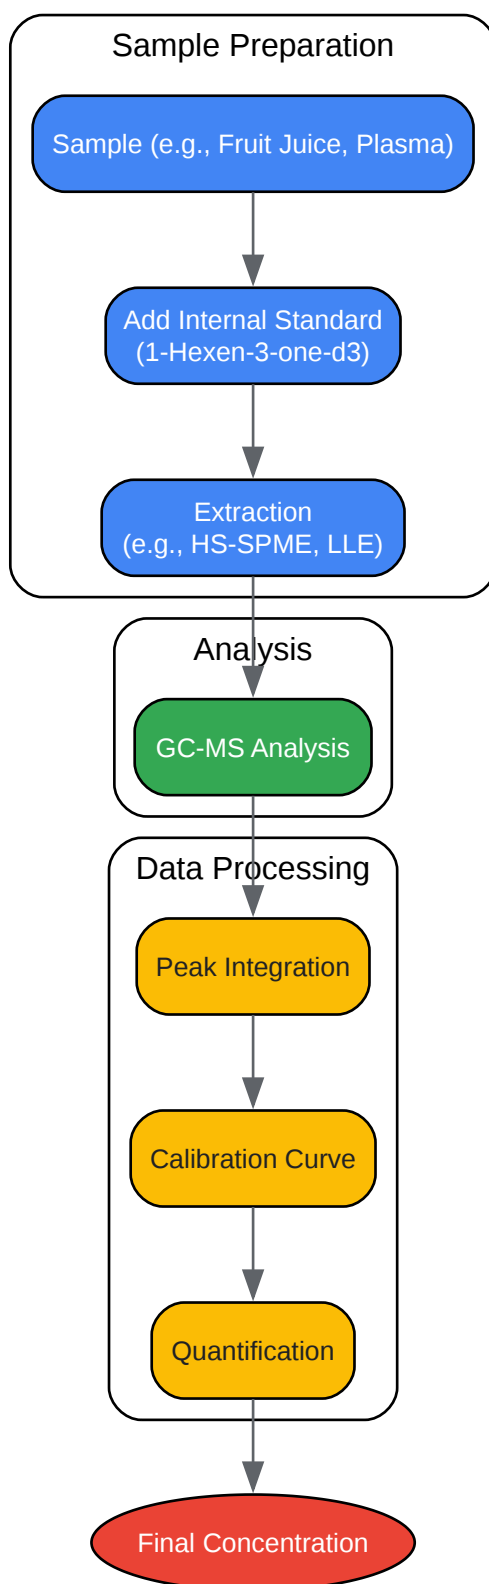 Sample Preparation
Sample (e.g., Fruit Juice, Plasma)
Add Internal Standard
(1-Hexen-3-one-d3)
Extraction
(e.g., HS-SPME, LLE)
Analysis
GC-MS Analysis
Data Processing
Peak Integration
Calibration Curve
Quantification
Final Concentration